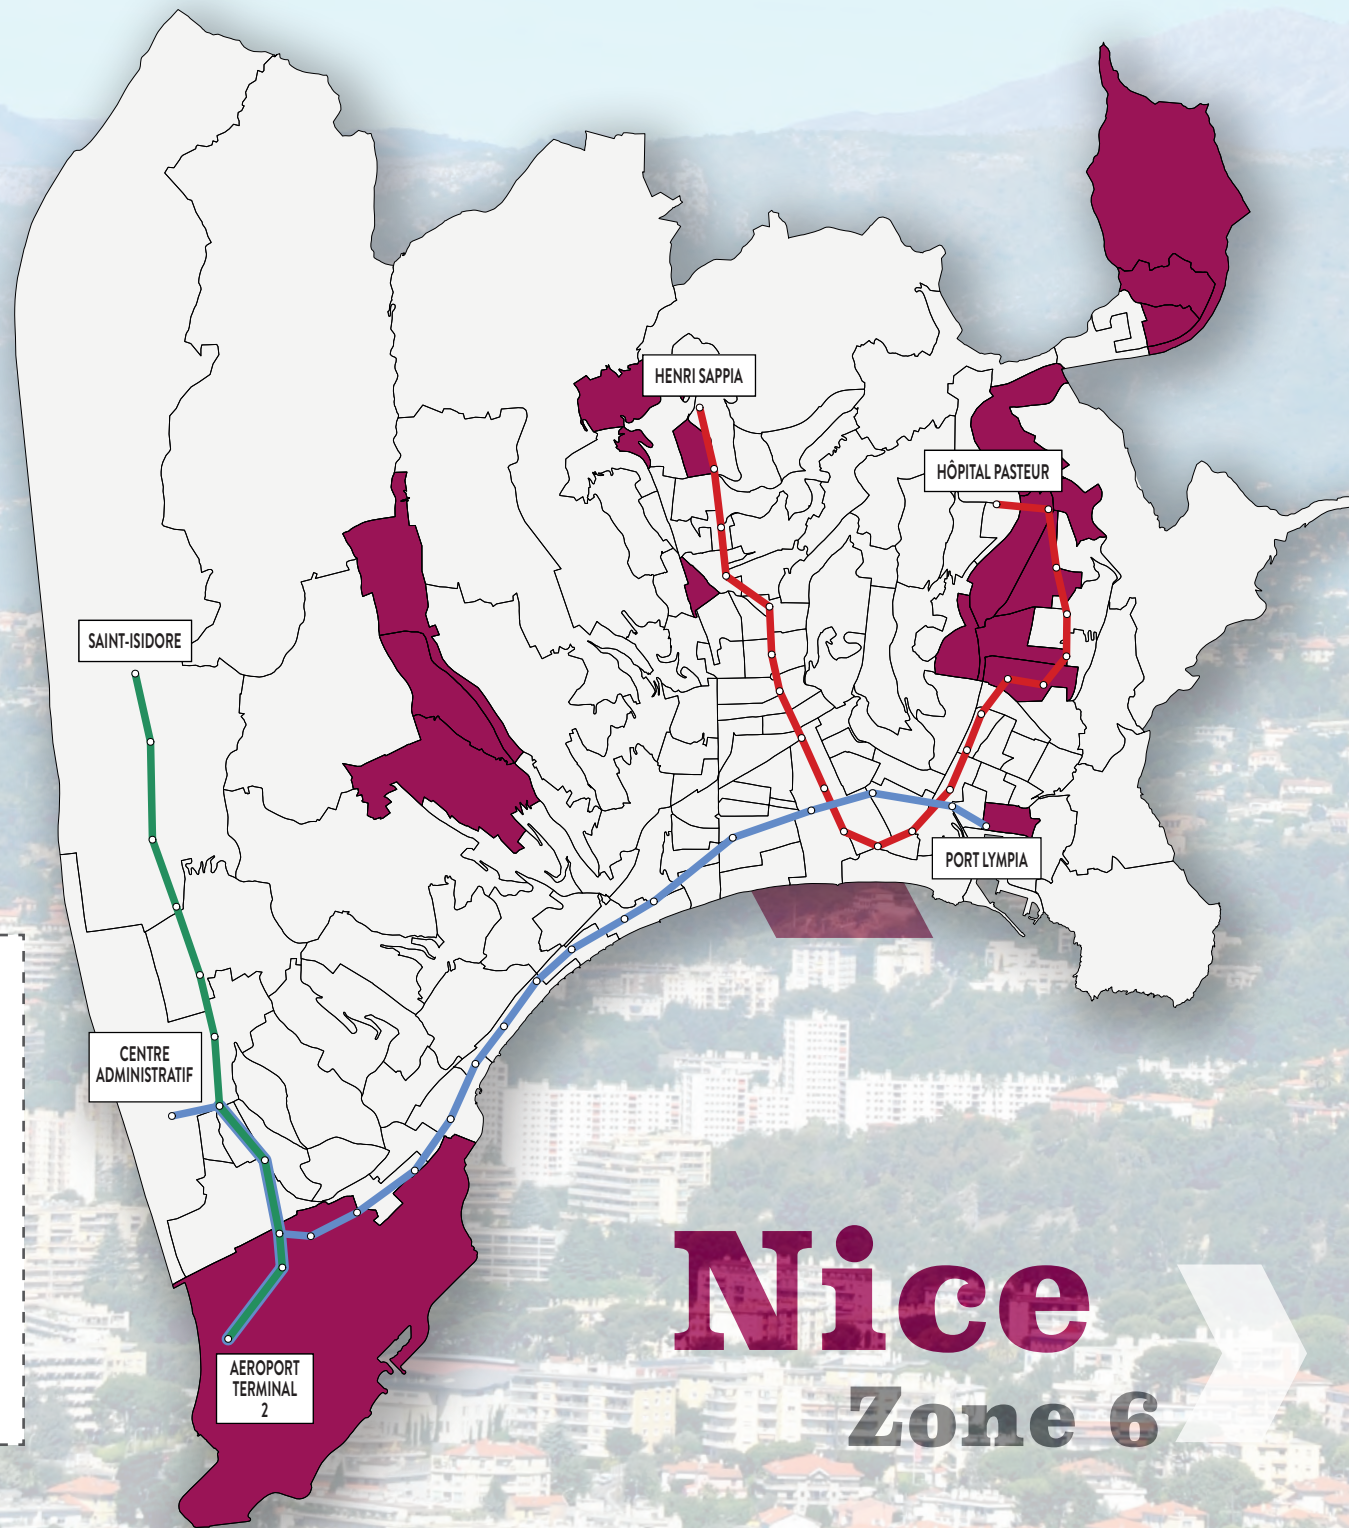 HENRI SAPPIA
HÔPITAL PASTEUR
SAINT-ISIDORE
PORT LYMPIA
CENTRE
ADMINISTRATIF
AEROPORT
TERMINAL
2
Nice
Zone 6